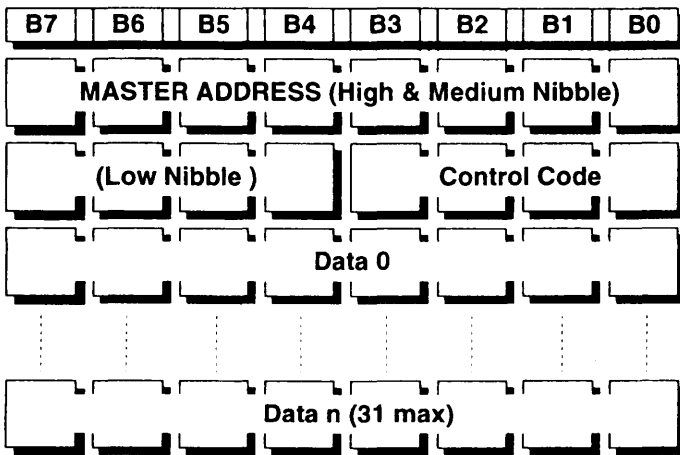 B7 B6 B5 B4 B3 B2 B1 B0
MASTER ADDRESS (High & Medium Nibble)
(Low Nibble ) Control Code
Data 0
Data n (31 max)